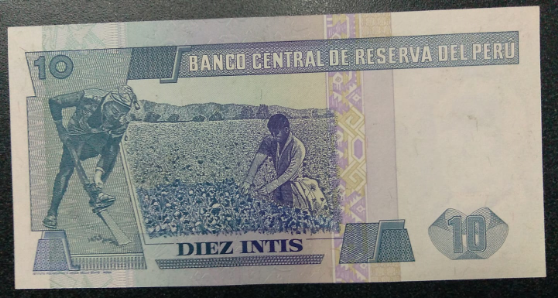 10
BANCO CENTRAL DE RESERVA DEL PERU
DIEZ INTIS
10